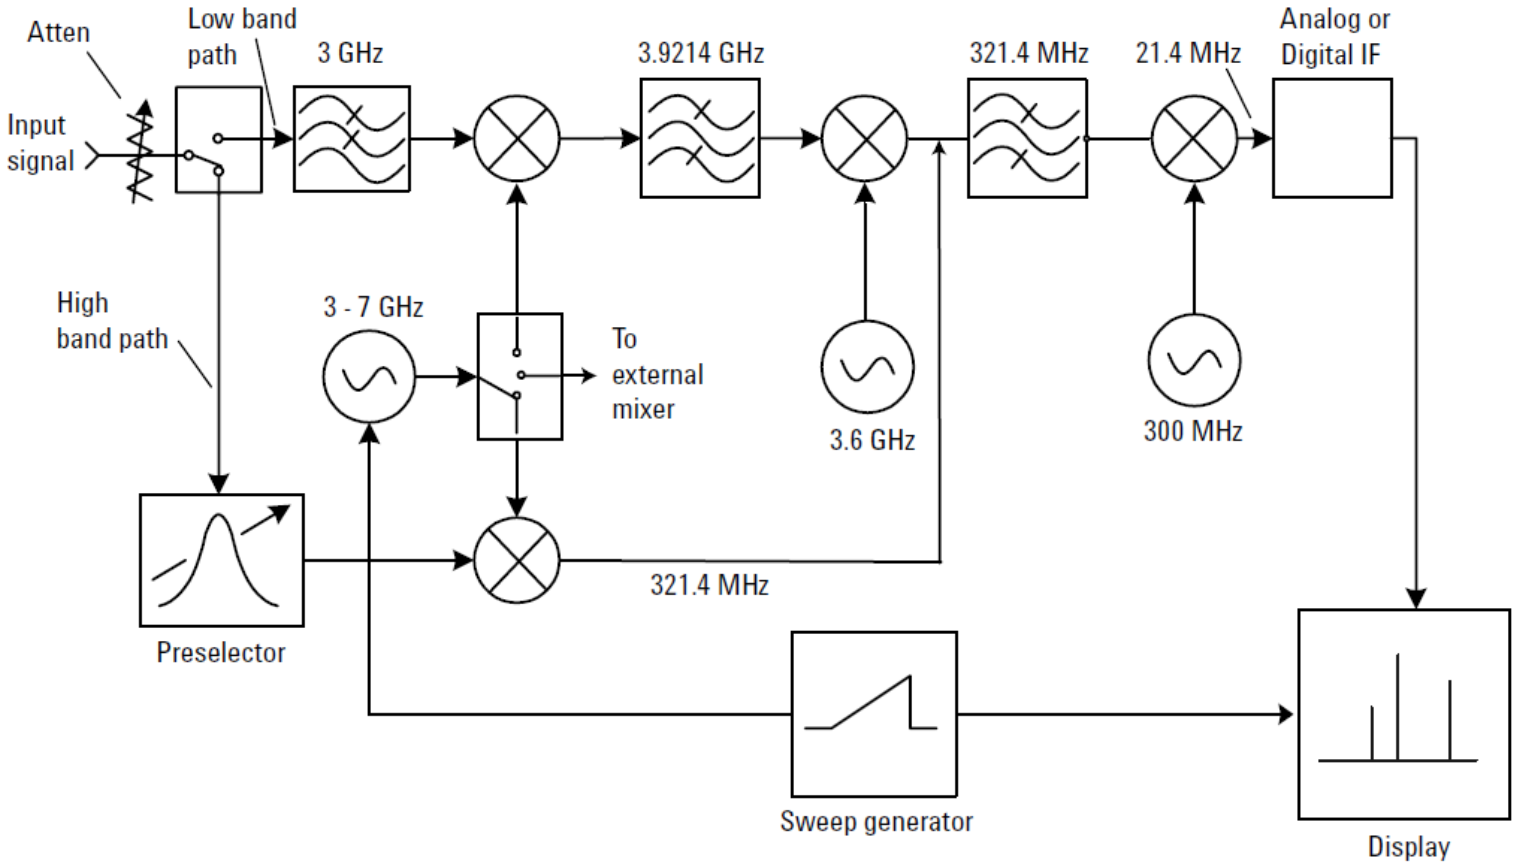 Atten
Low band
path
3 GHz
3.9214 GHz
321.4 MHz
21.4 MHz
Analog or
Digital IF
Input
signal
High
band path
3 - 7 GHz
To
external
mixer
3.6 GHz
300 MHz
321.4 MHz
Preselector
Sweep generator
Display